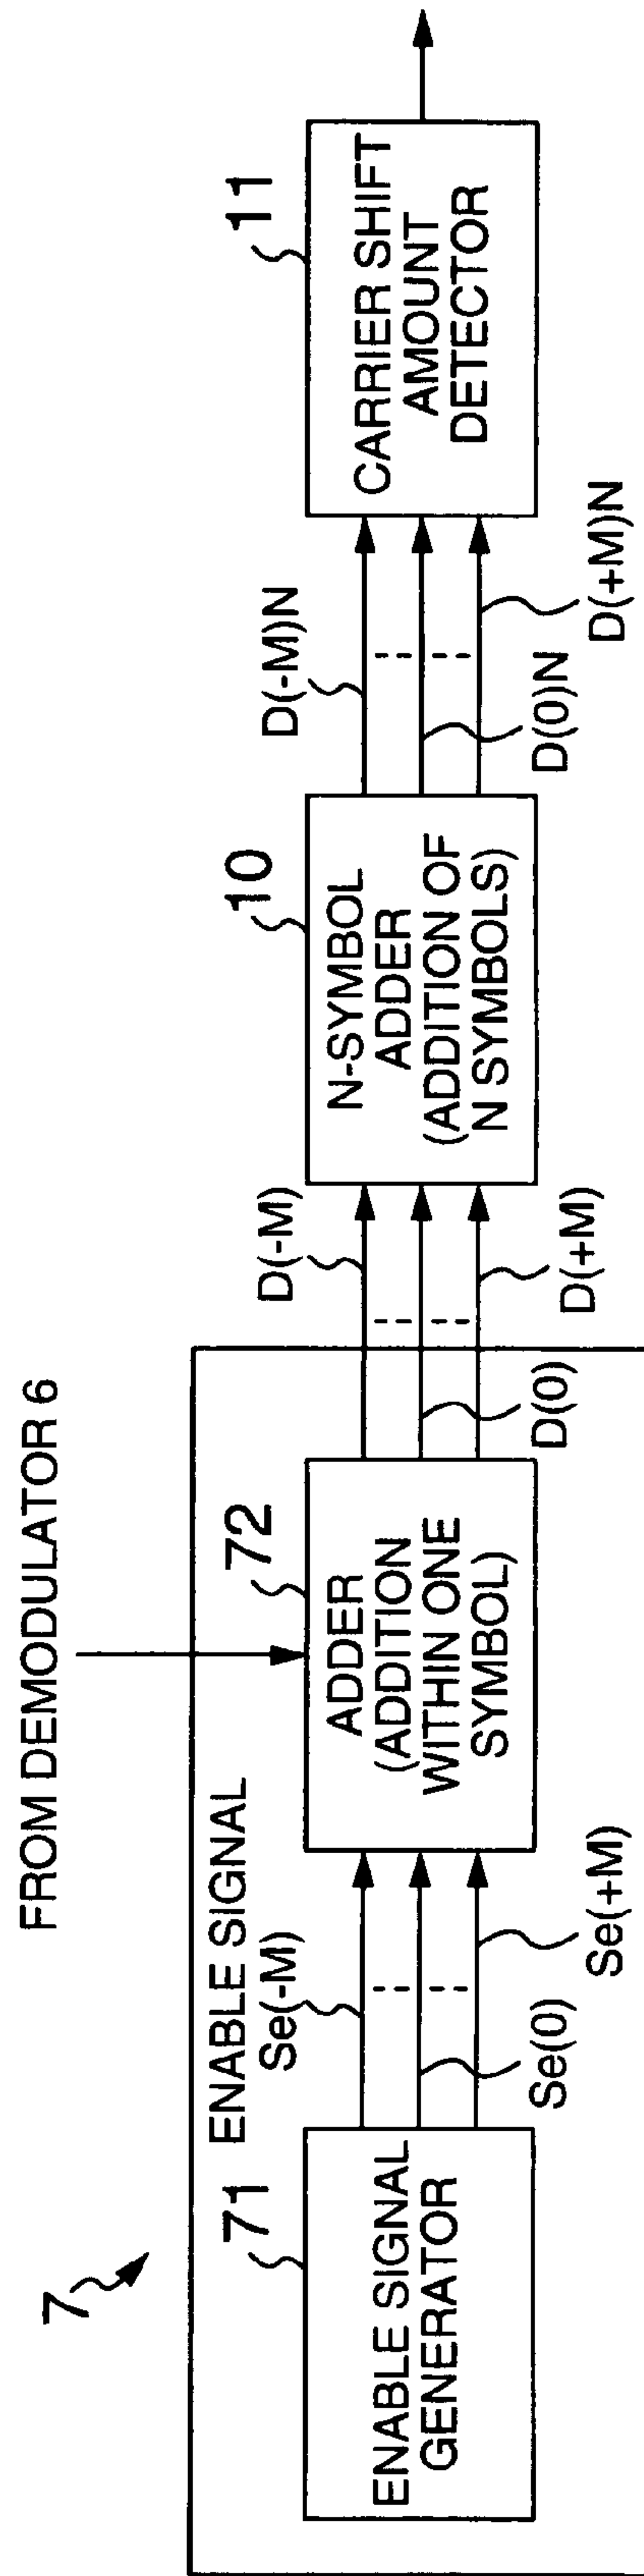 FROM DEMODULATOR 6
7
71
ENABLE SIGNAL
GENERATOR
ENABLE SIGNAL
Se(-M)
Se(0)
Se(+M)
72
ADDER
(ADDITION
WITHIN ONE
SYMBOL)
D(-M)
D(0)
D(+M)
10
N-SYMBOL
ADDER
(ADDITION OF
N SYMBOLS)
D(-M)N
D(0)N
D(+M)N
11
CARRIER SHIFT
AMOUNT
DETECTOR